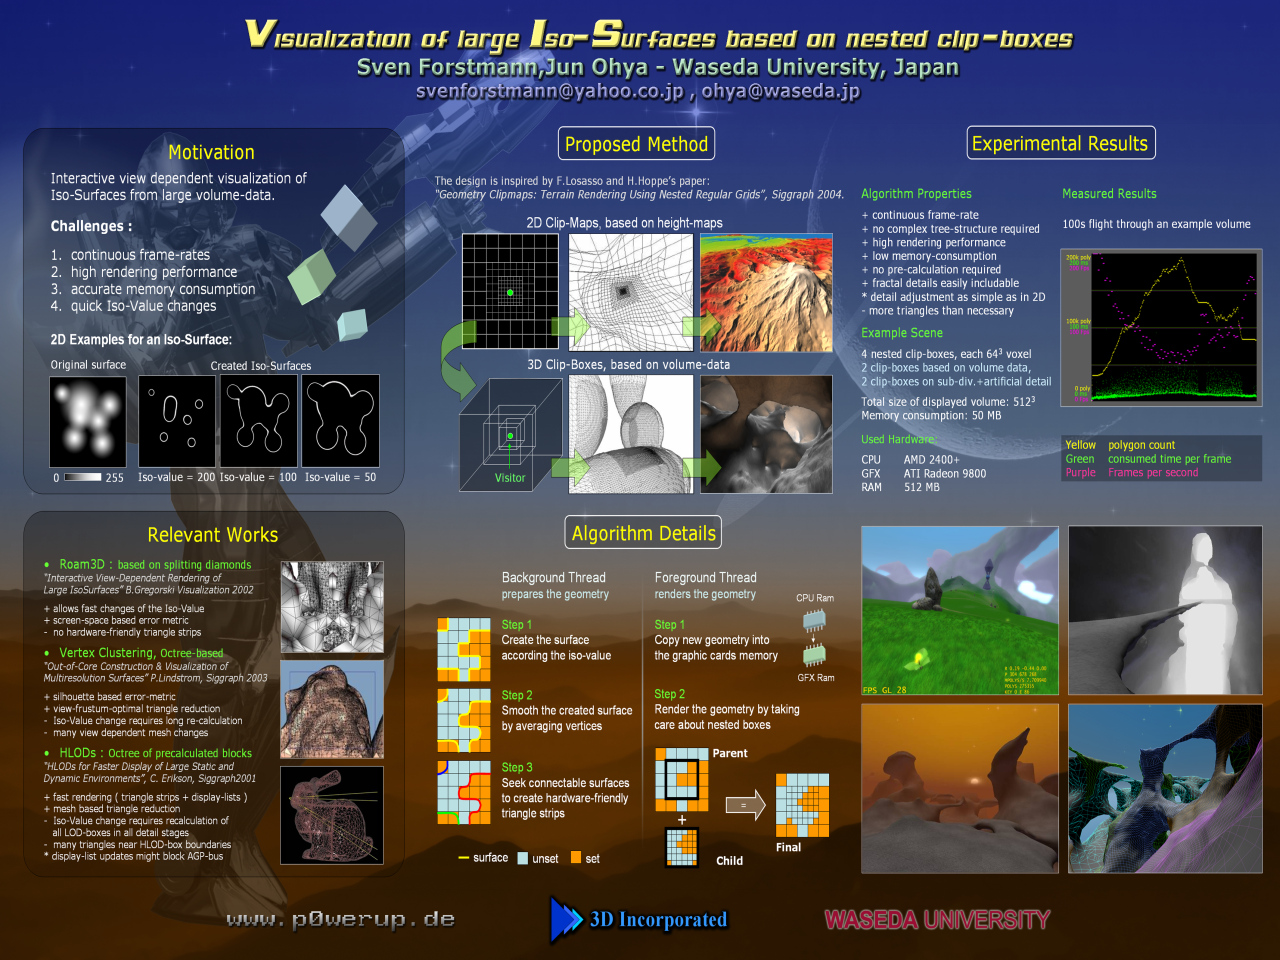 Visualization of large Iso-Surfaces based on nested clip-boxes
Sven Forstmann,Jun Ohya - Waseda University, Japan
svenforstmann@yahoo.co.jp , ohya@waseda.jp
Motivation
Interactive view dependent visualization of
Iso-Surfaces from large volume-data.
Challenges :
1. continuous frame-rates
2. high rendering performance
3. accurate memory consumption
4. quick Iso-Value changes
2D Examples for an Iso-Surface:
Original surface
Created Iso-Surfaces
0 255
Iso-value = 200 Iso-value = 100 Iso-value = 50
Relevant Works
• Roam3D : based on splitting diamonds
"Interactive View-Dependent Rendering of
Large IsoSurfaces" B.Gregorski Visualization 2002
+ allows fast changes of the Iso-Value
+ screen-space based error metric
- no hardware-friendly triangle strips
• Vertex Clustering, Octree-based
"Out-of-Core Construction & Visualization of
Multiresolution Surfaces" P.Lindstrom, Siggraph 2003
+ silhouette based error-metric
+ view-frustum-optimal triangle reduction
- Iso-Value change requires long re-calculation
- many view dependent mesh changes
• HLODs : Octree of precalculated blocks
"HLODs for Faster Display of Large Static and
Dynamic Environments", C. Erikson, Siggraph2001
+ fast rendering ( triangle strips + display-lists )
+ mesh based triangle reduction
- Iso-Value change requires recalculation of
all LOD-boxes in all detail stages
- many triangles near HLOD-box boundaries
* display-list updates might block AGP-bus
Proposed Method
The design is inspired by F.Losasso and H.Hoppe's paper:
"Geometry Clipmaps: Terrain Rendering Using Nested Regular Grids", Siggraph 2004.
2D Clip-Maps, based on height-maps
3D Clip-Boxes, based on volume-data
Visitor
Algorithm Details
Background Thread
prepares the geometry
Step 1
Create the surface
according the iso-value
Step 2
Smooth the created surface
by averaging vertices
Step 3
Seek connectable surfaces
to create hardware-friendly
triangle strips
surface unset set
Foreground Thread
renders the geometry
Step 1
Copy new geometry into
the graphic cards memory
CPU Ram
GFX Ram
Step 2
Render the geometry by taking
care about nested boxes
Parent
+
=
Child
Final
Experimental Results
Algorithm Properties
+ continuous frame-rate
+ no complex tree-structure required
+ high rendering performance
+ low memory-consumption
+ no pre-calculation required
+ fractal details easily includable
* detail adjustment as simple as in 2D
- more triangles than necessary
Example Scene
4 nested clip-boxes, each 64³ voxel
2 clip-boxes based on volume data,
2 clip-boxes on sub-div.+artificial detail
Total size of displayed volume: 512³
Memory consumption: 50 MB
Used Hardware:
CPU AMD 2400+
GFX ATI Radeon 9800
RAM 512 MB
Measured Results
100s flight through an example volume
200k poly
100k poly
0 poly
Yellow polygon count
Green consumed time per frame
Purple Frames per second
FPS GL 28
www.p0werup.de
3D Incorporated
WASEDA UNIVERSITY